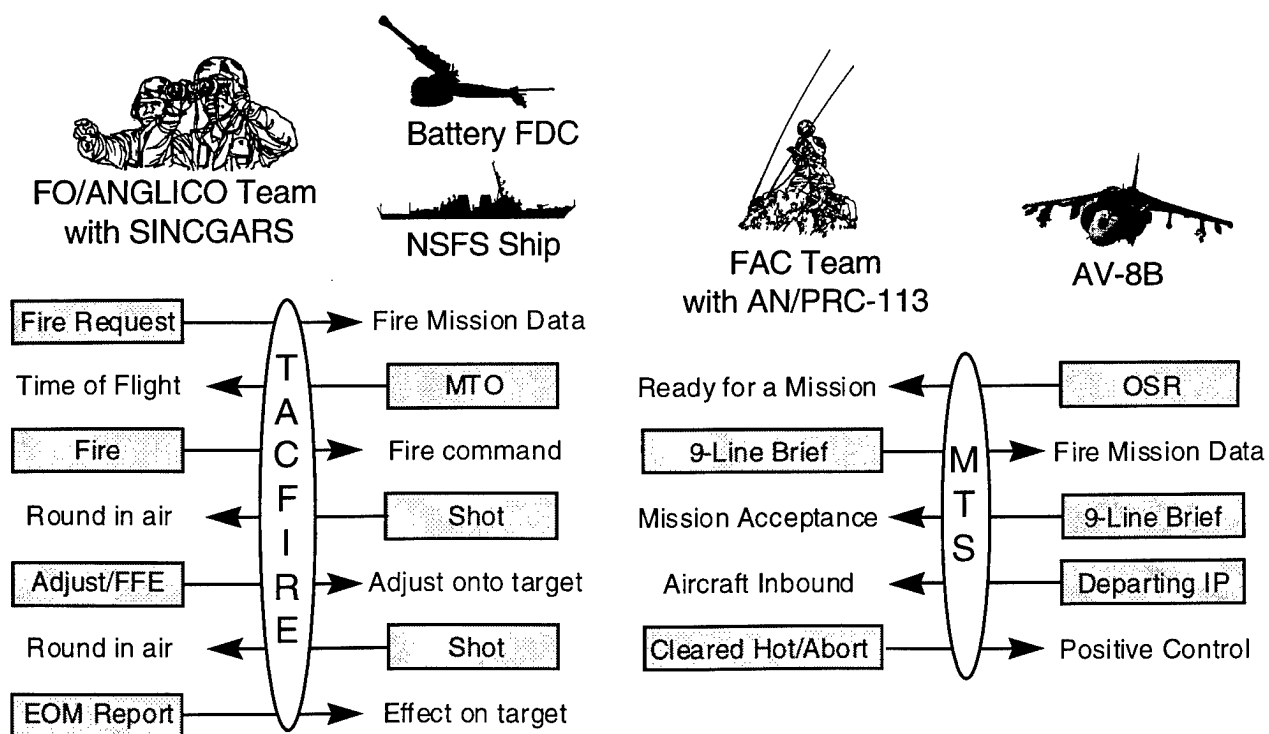 Battery FDC
FO/ANGLICO Team
with SINCGARS
NSFS Ship
Fire Request
Fire Mission Data
Time of Flight
MTO
Fire
Fire command
Round in air
Shot
Adjust/FFE
Adjust onto target
Round in air
Shot
EOM Report
Effect on target
TACFIRE
FAC Team
with AN/PRC-113
AV-8B
Ready for a Mission
OSR
9-Line Brief
Fire Mission Data
Mission Acceptance
9-Line Brief
Aircraft Inbound
Departing IP
Cleared Hot/Abort
Positive Control
MTS